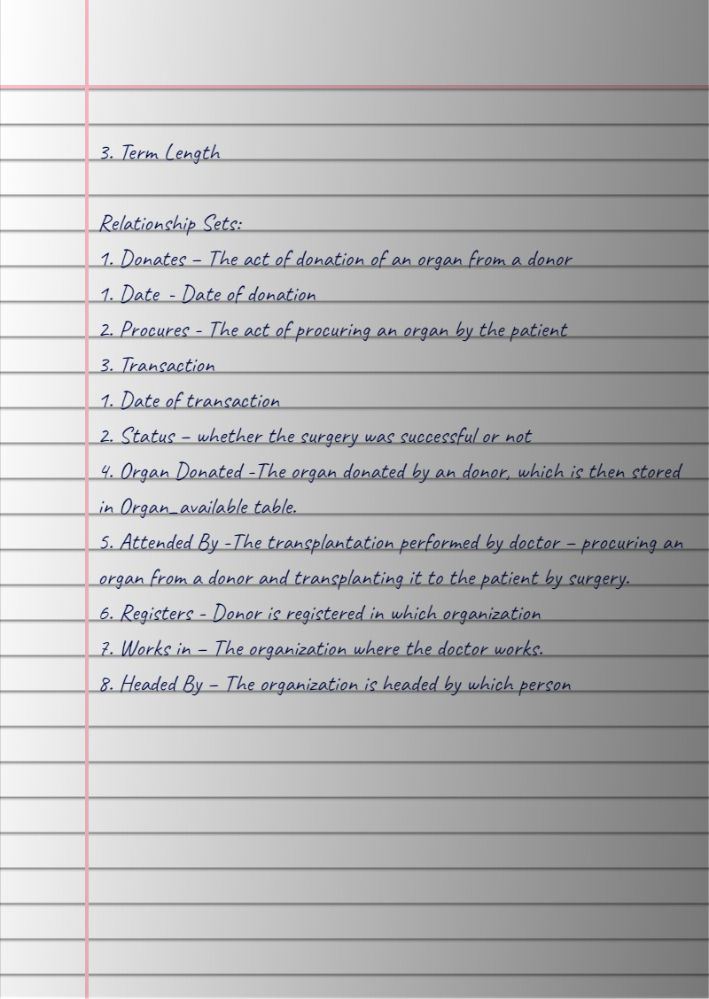 3. Term Length
Relationship Sets:
1. Donates – The act of donation of an organ from a donor
1. Date - Date of donation
2. Procures - The act of procuring an organ by the patient
3. Transaction
1. Date of transaction
2. Status – whether the surgery was successful or not
4. Organ Donated -The organ donated by an donor, which is then stored
in Organ_available table.
5. Attended By -The transplantation performed by doctor – procuring an
organ from a donor and transplanting it to the patient by surgery.
6. Registers - Donor is registered in which organization
7. Works in – The organization where the doctor works.
8. Headed By – The organization is headed by which person